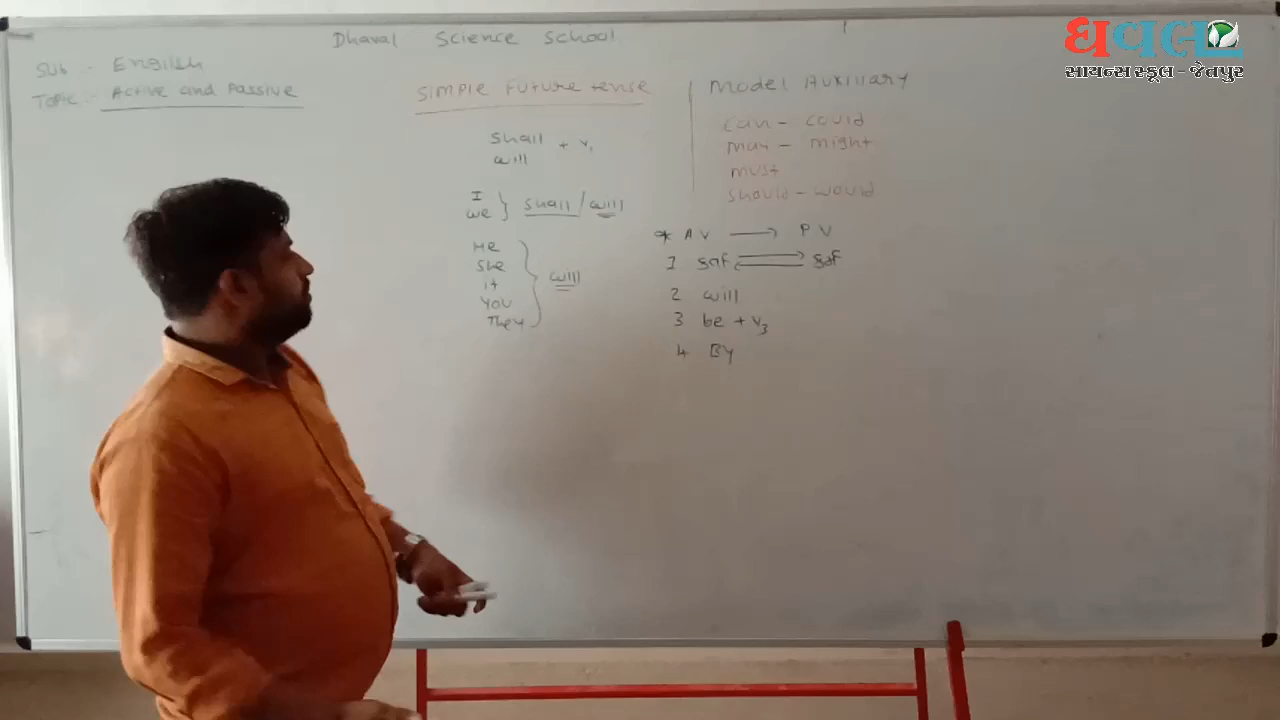 Dhaval Science School
ધવલ
સાયન્સ સ્કૂલ - જેતપુર
Sub :- English
Topic :- Active and Passive
Simple Future tense
shall
will + v1
I
we } shall / will
He
She
it
You
They } will
Model Auxiliary
can - could
may - might
must
should - would
* A V → P V
1 ⇌
2 will
3 be + v3
4 By